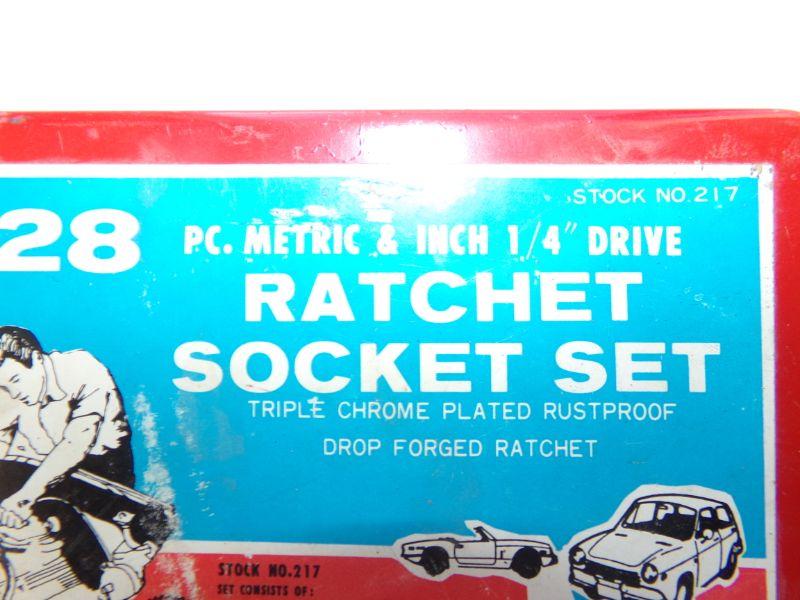 STOCK NO. 217
28 P.C. METRIC & INCH 1/4" DRIVE
RATCHET
SOCKET SET
TRIPLE CHROME PLATED RUSTPROOF
DROP FORGED RATCHET
STOCK NO.217
SET CONSISTS OF: